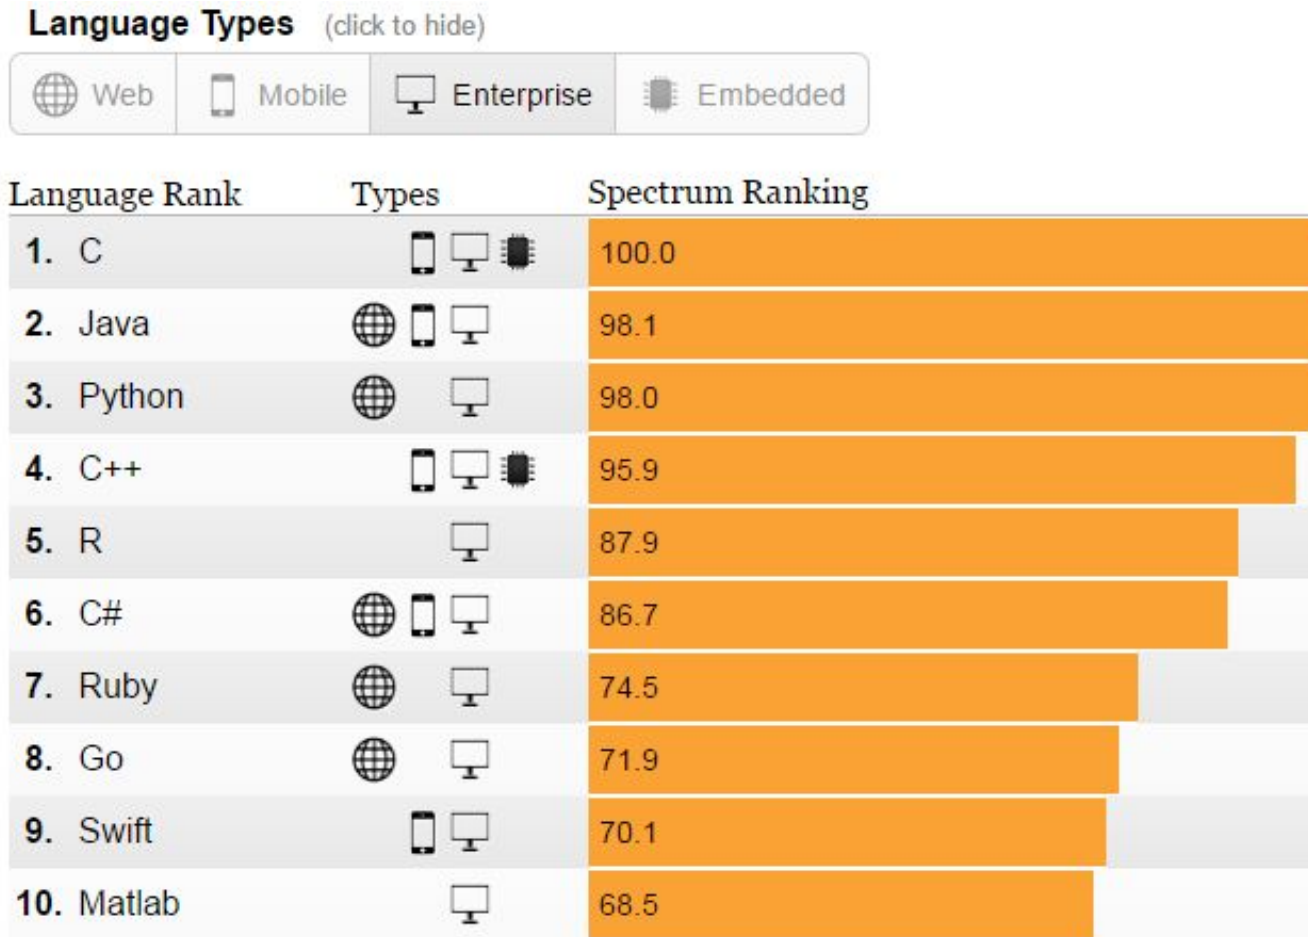 Language Types (click to hide)
Web Mobile Enterprise Embedded
Language Rank Types Spectrum Ranking
1. C 100.0
2. Java 98.1
3. Python 98.0
4. C++ 95.9
5. R 87.9
6. C# 86.7
7. Ruby 74.5
8. Go 71.9
9. Swift 70.1
10. Matlab 68.5